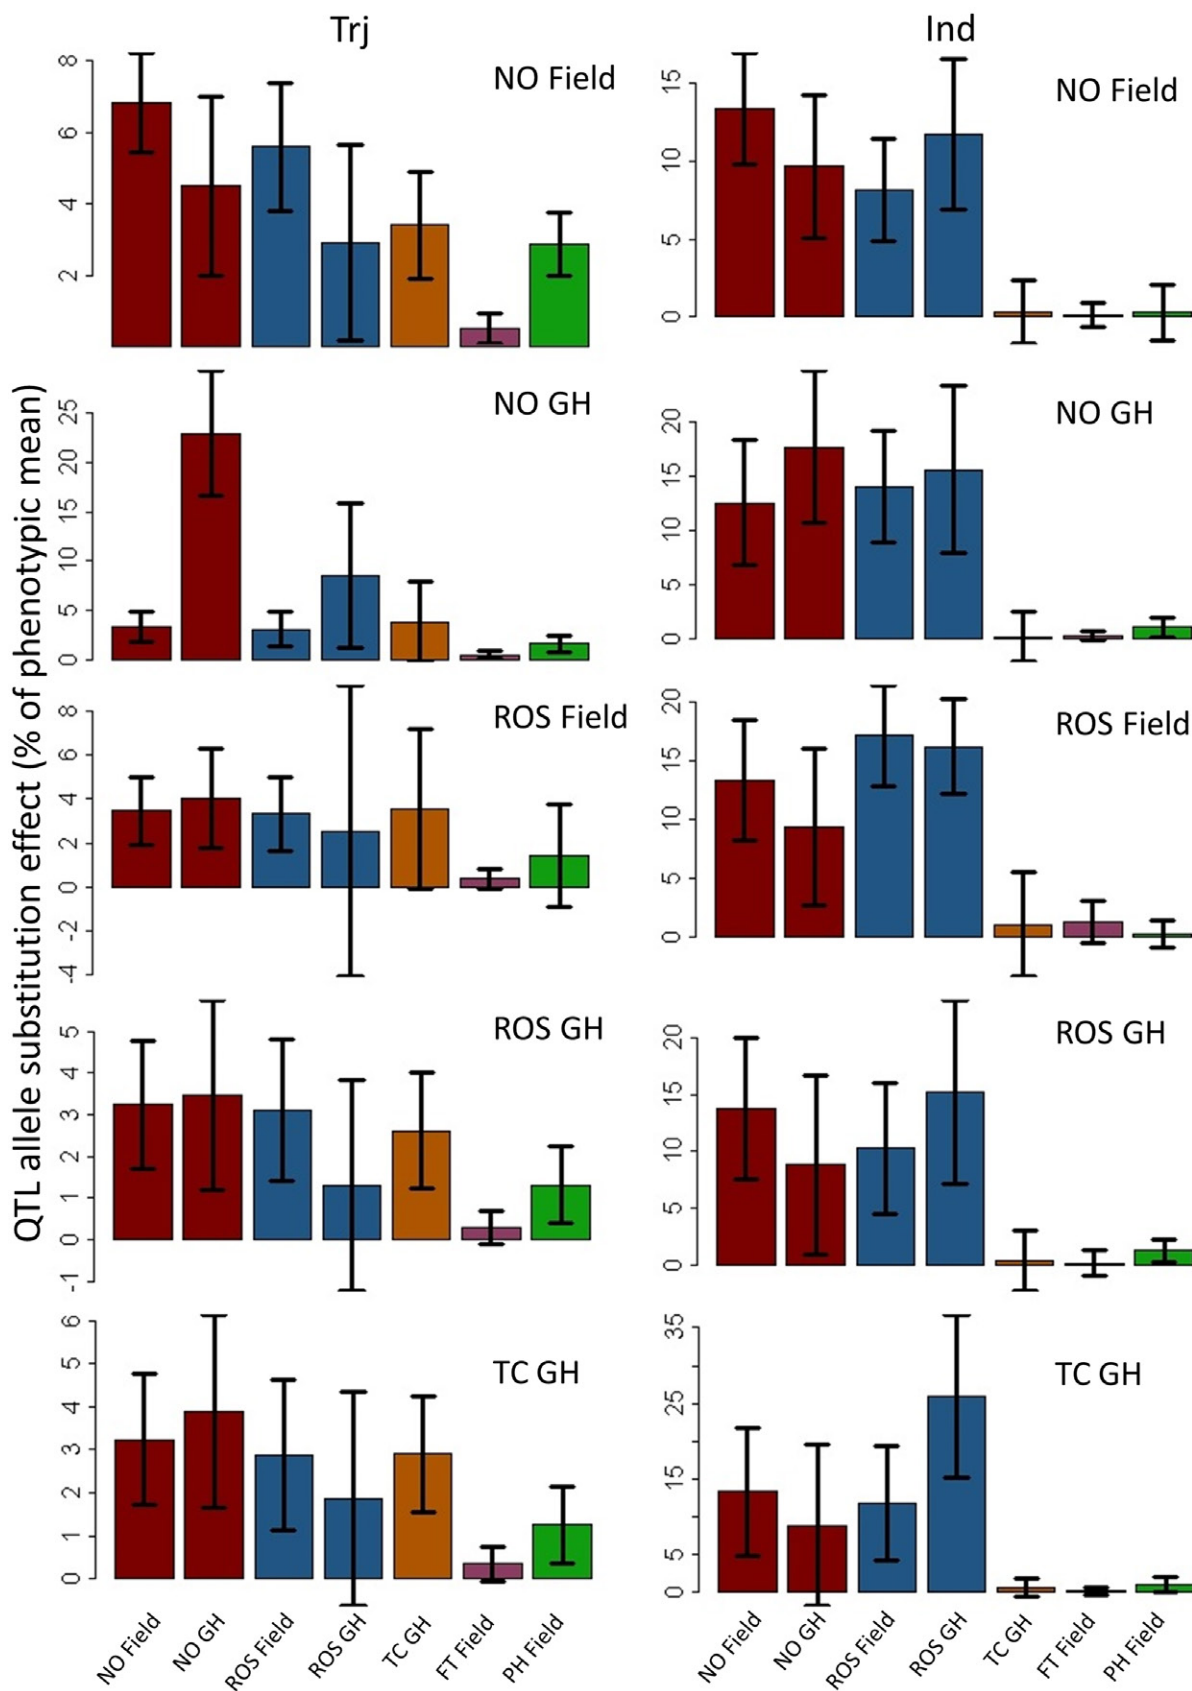 Trj
Ind
QTL allele substitution effect (% of phenotypic mean)
NO Field
8
6
4
2
NO Field
15
10
5
0
NO GH
25
20
15
10
5
0
NO GH
20
15
10
5
0
ROS Field
8
6
4
2
0
-2
-4
ROS Field
20
15
10
5
0
ROS GH
5
4
3
2
1
0
-1
ROS GH
20
15
10
5
0
TC GH
6
5
4
3
2
1
0
TC GH
35
25
15
5
0
NO Field
NO GH
ROS Field
ROS GH
TC GH
FT Field
PH Field
NO Field
NO GH
ROS Field
ROS GH
TC GH
FT Field
PH Field